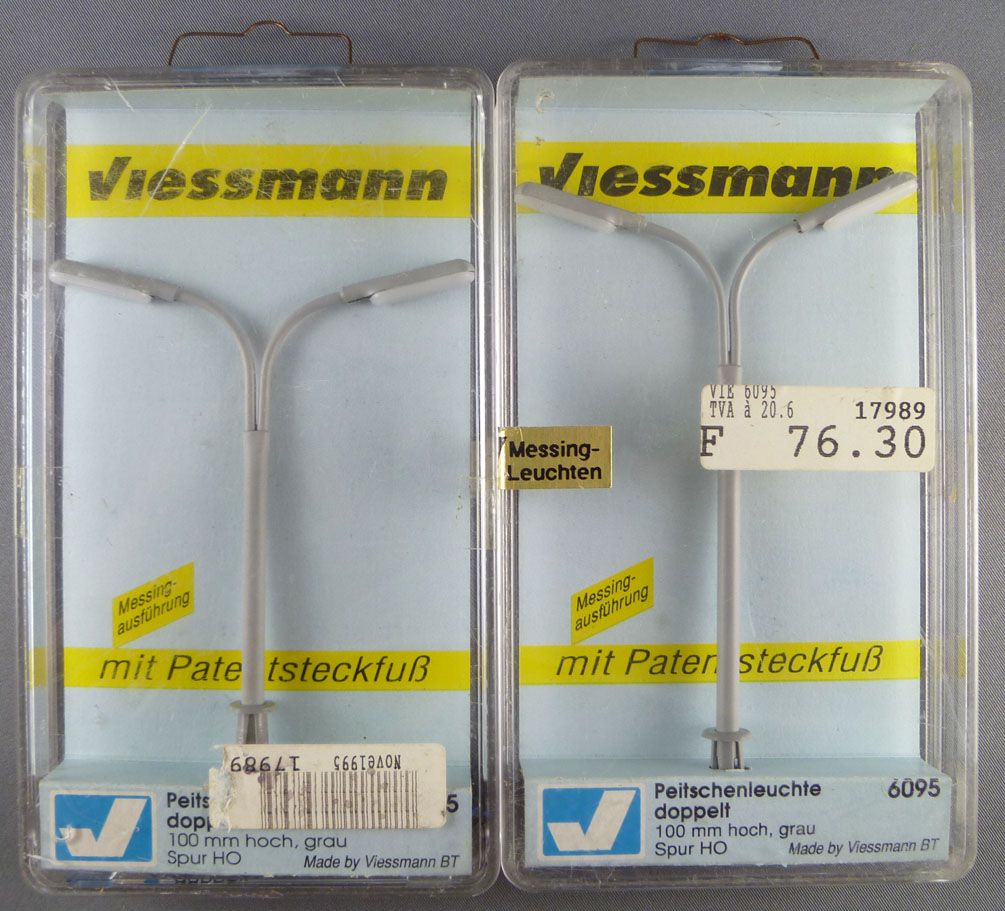 Viessmann
Messing-
ausführung
mit Patentsteckfuß
Nove1995 17989
Peits
dopp 5
100 mm hoch, grau
Spur HO Made by Viessmann BT
Viessmann
VIE 6095
TVA à 20.6 17989
F 76.30
Messing-
Leuchten
Messing-
ausführung
mit Patentsteckfuß
Peitschenleuchte 6095
doppelt
100 mm hoch, grau
Spur HO Made by Viessmann BT